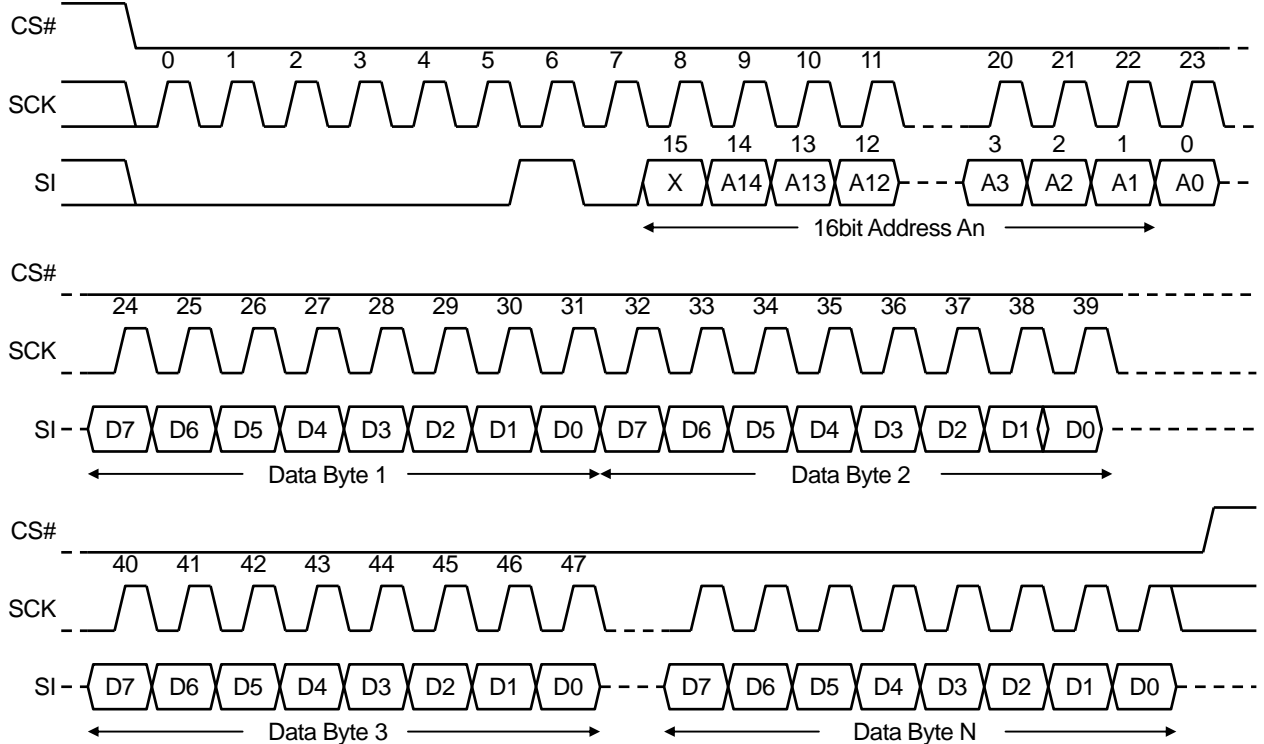 CS#
0 1 2 3 4 5 6 7 8 9 10 11 20 21 22 23
SCK
15 14 13 12 3 2 1 0
SI X A14 A13 A12 A3 A2 A1 A0
16bit Address An
CS#
24 25 26 27 28 29 30 31 32 33 34 35 36 37 38 39
SCK
SI D7 D6 D5 D4 D3 D2 D1 D0 D7 D6 D5 D4 D3 D2 D1 D0
Data Byte 1 Data Byte 2
CS#
40 41 42 43 44 45 46 47
SCK
SI D7 D6 D5 D4 D3 D2 D1 D0 D7 D6 D5 D4 D3 D2 D1 D0
Data Byte 3 Data Byte N